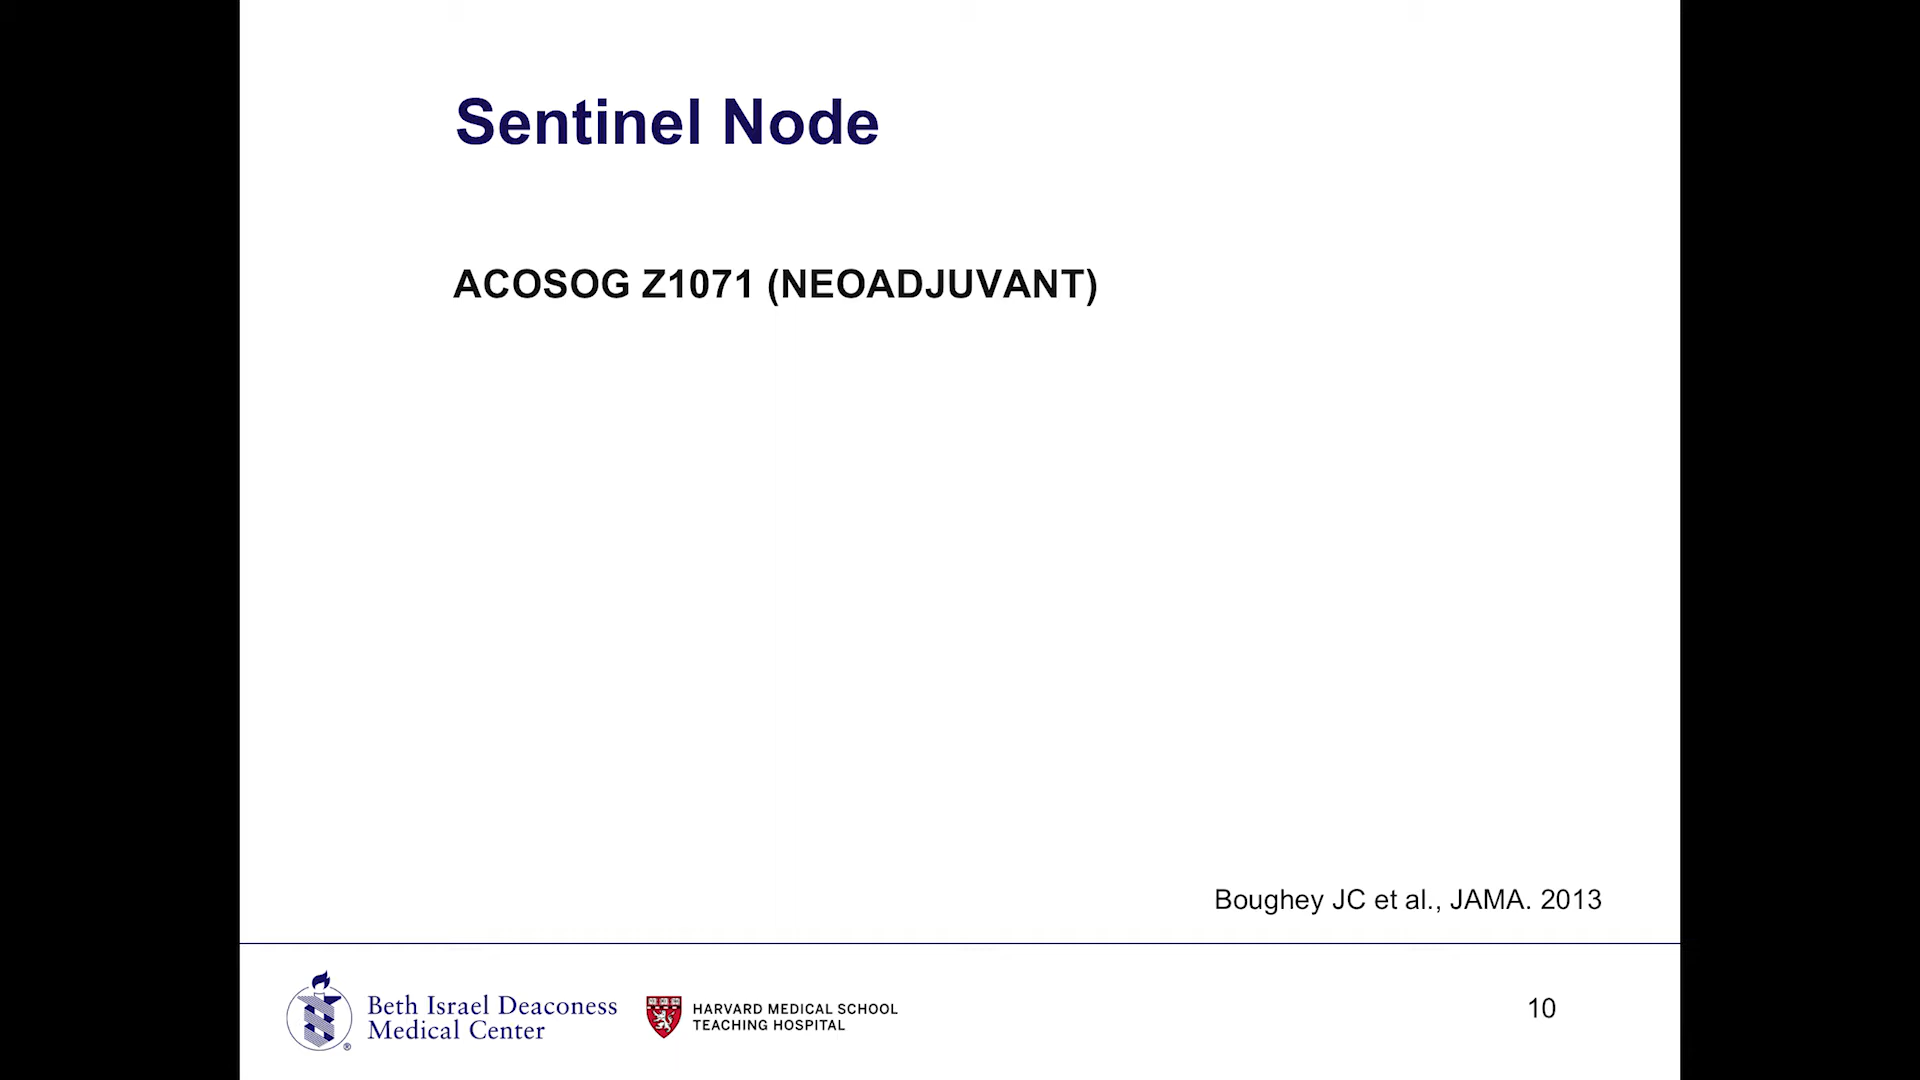 Sentinel Node
ACOSOG Z1071 (NEOADJUVANT)
Boughey JC et al., JAMA. 2013
Beth Israel Deaconess
Medical Center
®
HARVARD MEDICAL SCHOOL
TEACHING HOSPITAL
10